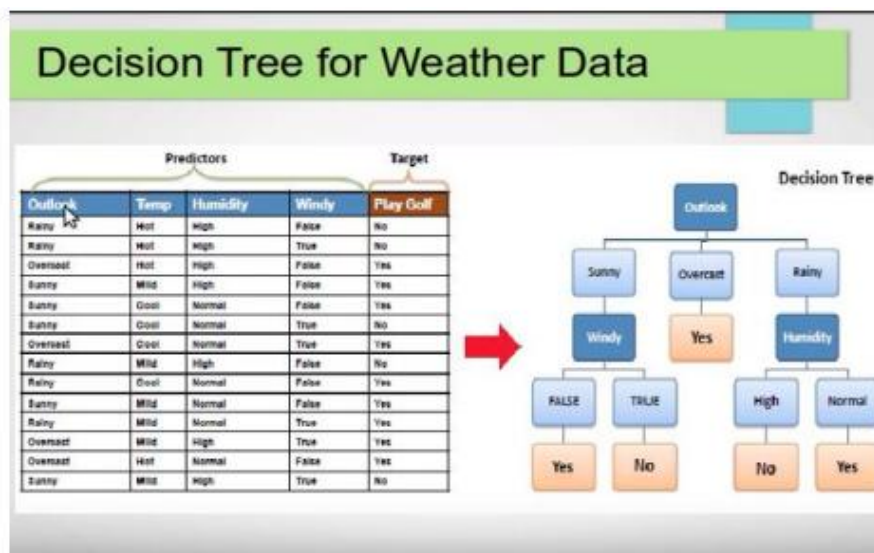 Decision Tree for Weather Data
Predictors Target
Outlook Temp Humidity Windy Play Golf
Rainy Hot High False No
Rainy Hot High True No
Overcast Hot High False Yes
Sunny Mild High False Yes
Sunny Cool Normal False Yes
Sunny Cool Normal True No
Overcast Cool Normal True Yes
Rainy Mild High False No
Rainy Cool Normal False Yes
Sunny Mild Normal False Yes
Rainy Mild Normal True Yes
Overcast Mild High True Yes
Overcast Hot Normal False Yes
Sunny Mild High True No
Decision Tree
Outlook
Sunny Overcast Rainy
Windy Yes Humidity
FALSE TRUE High Normal
Yes No No Yes